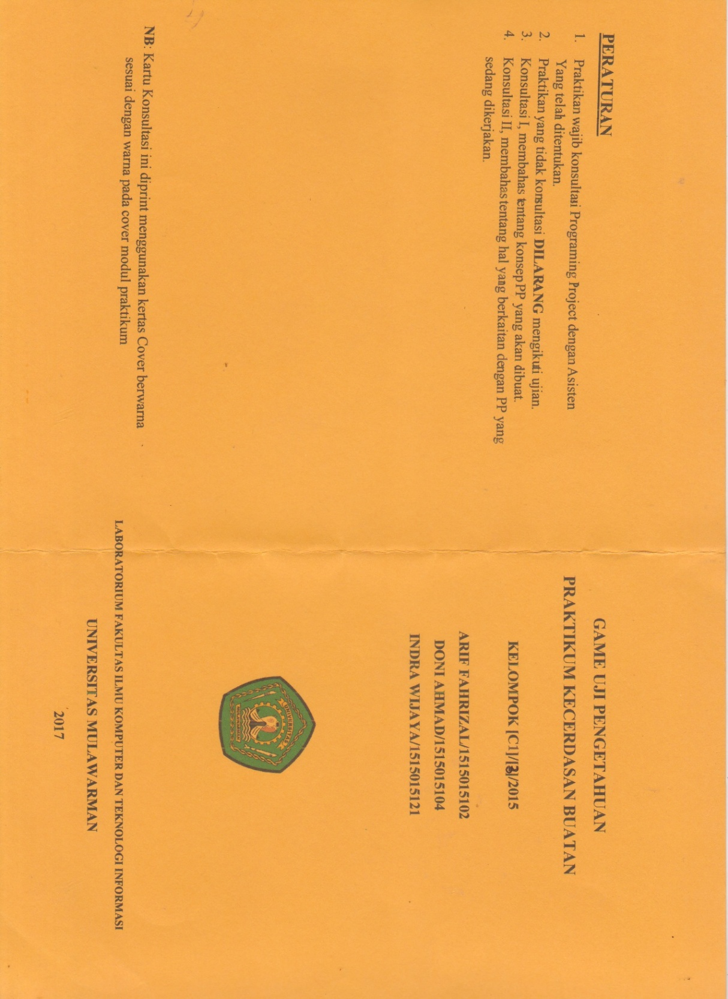 PERATURAN
1. Praktikan wajib konsultasi Programing Project dengan Asisten
Yang telah ditentukan.
2. Praktikan yang tidak konsultasi DILARANG mengikuti ujian.
3. Konsultasi I, membahas tentang konsep PP yang akan dibuat.
4. Konsultasi II, membahas tentang hal yang berkaitan dengan PP yang
sedang dikerjakan.
NB: Kartu Konsultasi ini diprint menggunakan kertas Cover berwarna
sesuai dengan warna pada cover modul praktikum
GAME UJI PENGETAHUAN
PRAKTIKUM KECERDASAN BUATAN
KELOMPOK [C1]/[3]/2015
ARIF FAHRIZAL/1515015102
DONI AHMAD/1515015104
INDRA WIJAYA/1515015121
UNIVERSITAS
MULAWARMAN
LABORATORIUM FAKULTAS ILMU KOMPUTER DAN TEKNOLOGI INFORMASI
UNIVERSITAS MULAWARMAN
2017